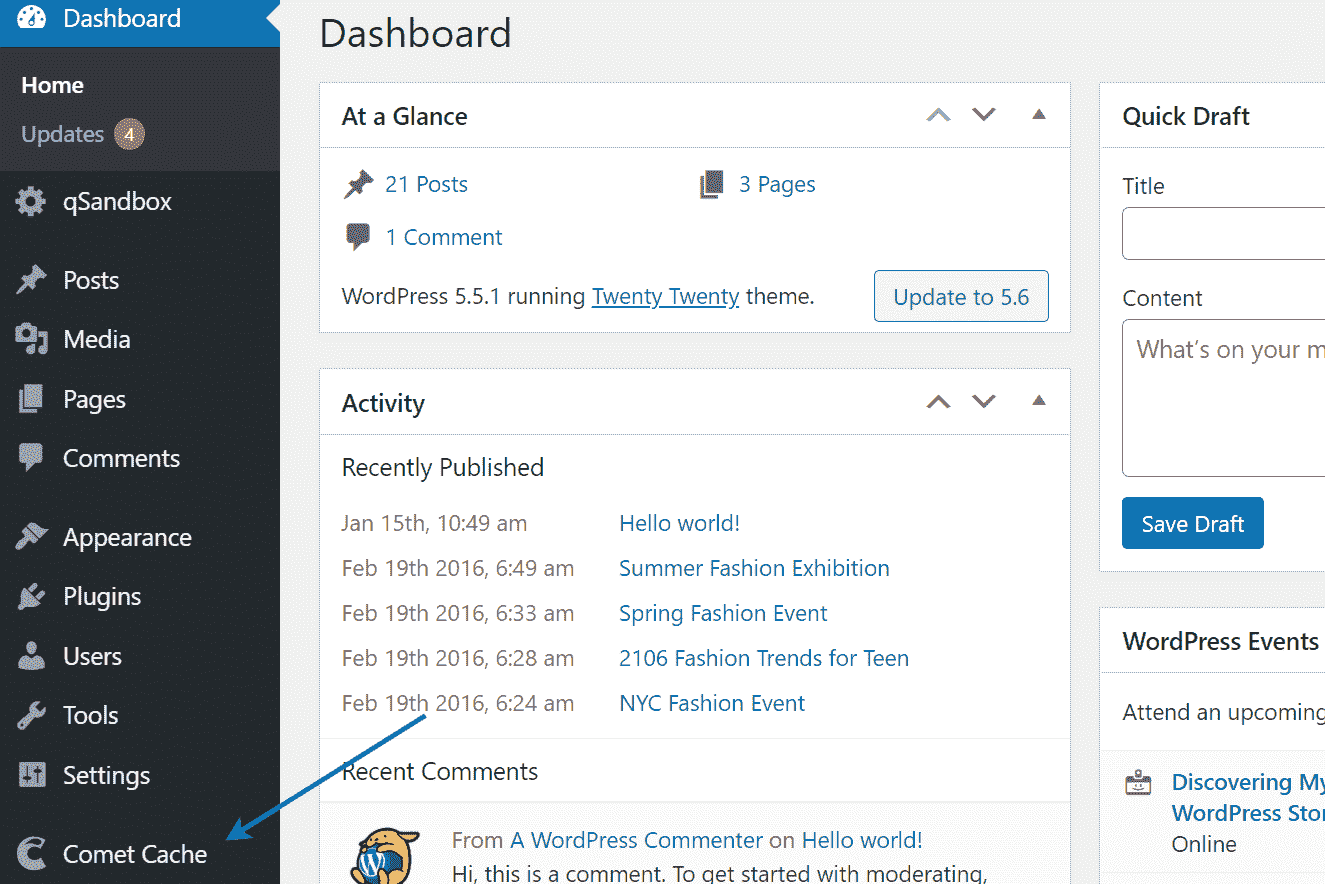 Dashboard
Home
Updates 4
qSandbox
Posts
Media
Pages
Comments
Appearance
Plugins
Users
Tools
Settings
Comet Cache
Dashboard
At a Glance
21 Posts
3 Pages
1 Comment
WordPress 5.5.1 running Twenty Twenty theme.
Update to 5.6
Activity
Recently Published
Jan 15th, 10:49 am Hello world!
Feb 19th 2016, 6:49 am Summer Fashion Exhibition
Feb 19th 2016, 6:33 am Spring Fashion Event
Feb 19th 2016, 6:28 am 2106 Fashion Trends for Teen
Feb 19th 2016, 6:24 am NYC Fashion Event
Recent Comments
From A WordPress Commenter on Hello world!
Hi, this is a comment. To get started with moderating,
Quick Draft
Title
Content
What's on your m
Save Draft
WordPress Events
Attend an upcoming
Discovering My
WordPress Stor
Online